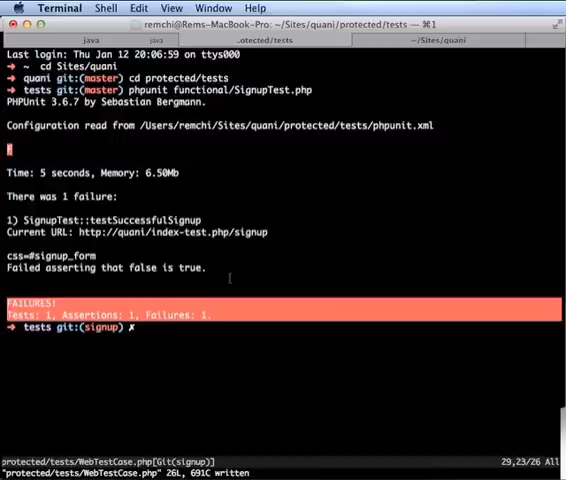 Terminal Shell Edit View Window Help
remchi@Rems-MacBook-Pro: ~/Sites/quani/protected/tests — ⌘1
java java ..otected/tests ~/Sites/quani
Last login: Thu Jan 12 20:06:59 on ttys000
➜ ~ cd Sites/quani
➜ quani git:(master) cd protected/tests
➜ tests git:(master) phpunit functional/SignupTest.php
PHPUnit 3.6.7 by Sebastian Bergmann.
Configuration read from /Users/remchi/Sites/quani/protected/tests/phpunit.xml
F
Time: 5 seconds, Memory: 6.50Mb
There was 1 failure:
1) SignupTest::testSuccessfulSignup
Current URL: http://quani/index-test.php/signup
css=#signup_form
Failed asserting that false is true.
FAILURES!
Tests: 1, Assertions: 1, Failures: 1.
➜ tests git:(signup) ✗
protected/tests/WebTestCase.php[Git(signup)] 29,23/26 All
"protected/tests/WebTestCase.php" 26L, 691C written